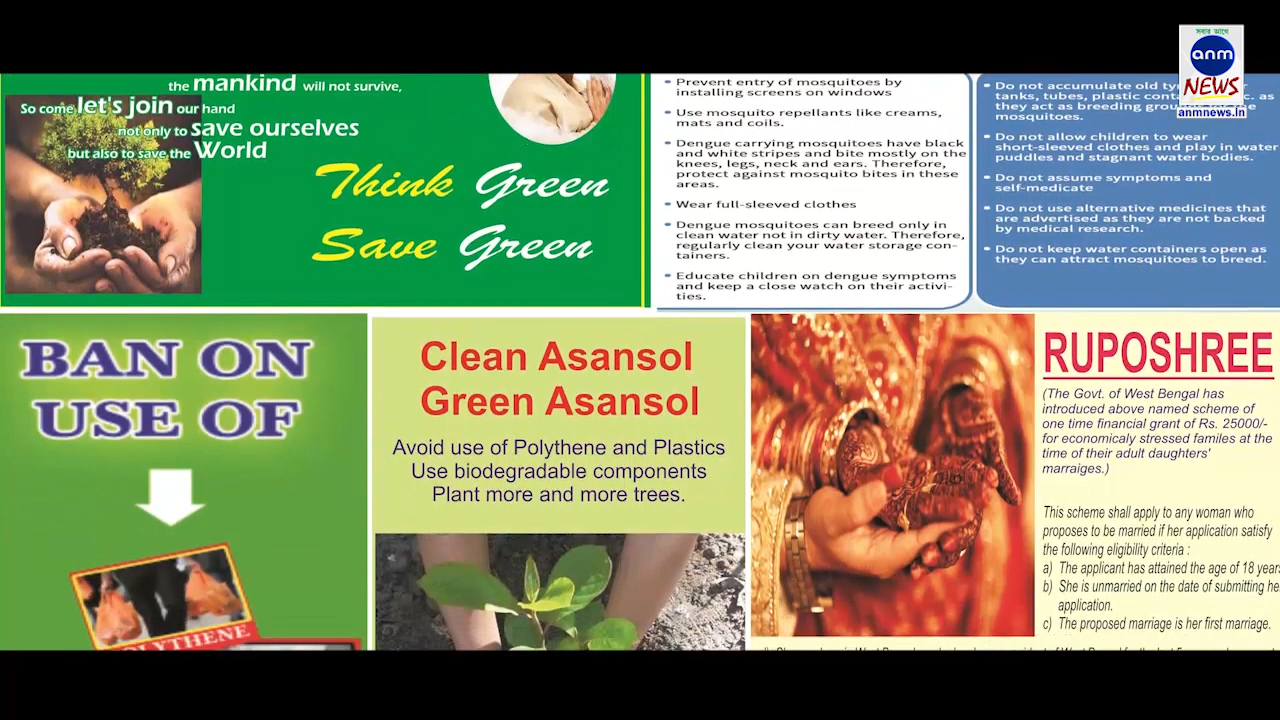 সবার আগে
anm
NEWS
anmnews.in
the mankind will not survive,
So come let's join our hand
not only to save ourselves
but also to save the World
Think Green
Save Green
Prevent entry of mosquitoes by
installing screens on windows
Use mosquito repellants like creams,
mats and coils.
Dengue carrying mosquitoes have black
and white stripes and bite mostly on the
knees, legs, neck and ears. Therefore,
protect against mosquito bites in these
areas.
Wear full-sleeved clothes
Dengue mosquitoes can breed only in
clean water not in dirty water. Therefore,
regularly clean your water storage con-
tainers.
Educate children on dengue symptoms
and keep a close watch on their activi-
ties.
Do not accumulate old
tanks, tubes, plastic as
they act as breeding the
mosquitoes.
Do not allow children to wear
short-sleeved clothes and play in water
puddles and stagnant water bodies.
Do not assume symptoms and
self-medicate
Do not use alternative medicines that
are advertised as they are not backed
by medical research.
Do not keep water containers open as
they can attract mosquitoes to breed.
BAN ON
USE OF
POLYTHENE
Clean Asansol
Green Asansol
Avoid use of Polythene and Plastics
Use biodegradable components
Plant more and more trees.
RUPOSHREE
(The Govt. of West Bengal has
introduced above named scheme of
one time financial grant of Rs. 25000/-
for economicaly stressed familes at the
time of their adult daughters'
marraiges.)
This scheme shall apply to any woman who
proposes to be married if her application satisfy
the following eligibility criteria :
a) The applicant has attained the age of 18 years
b) She is unmarried on the date of submitting he
application.
c) The proposed marriage is her first marriage.